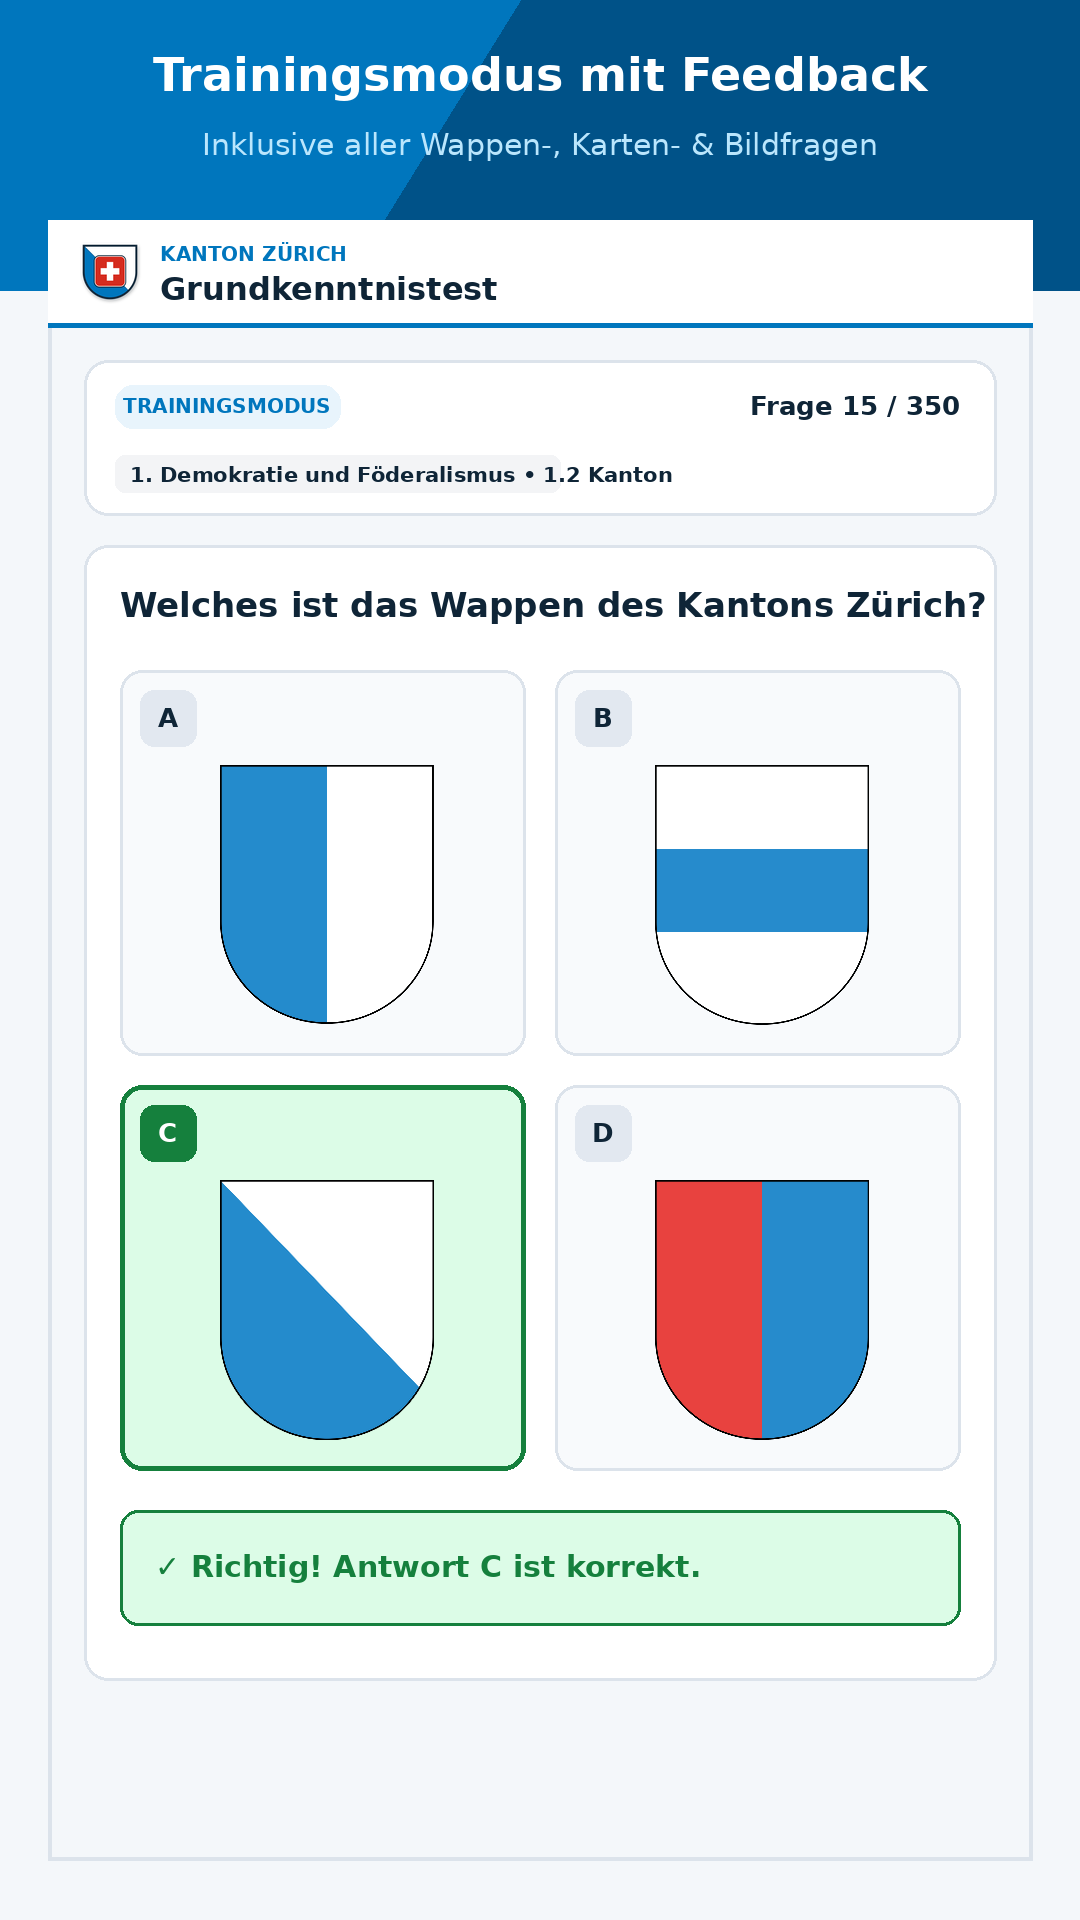 Trainingsmodus mit Feedback
Inklusive aller Wappen-, Karten- & Bildfragen
KANTON ZÜRICH
Grundkenntnistest
TRAININGSMODUS
Frage 15 / 350
1. Demokratie und Föderalismus • 1.2 Kanton
Welches ist das Wappen des Kantons Zürich?
A
B
C
D
✓ Richtig! Antwort C ist korrekt.